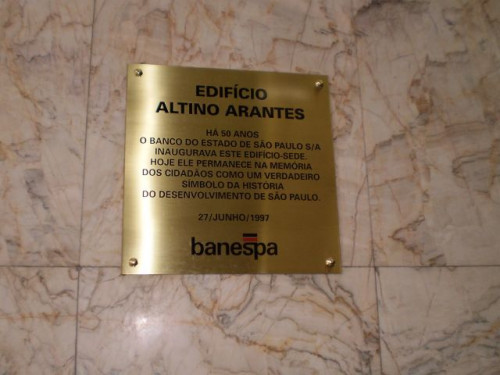 EDIFÍCIO
ALTINO ARANTES
HÁ 50 ANOS
O BANCO DO ESTADO DE SÃO PAULO S/A
INAUGURAVA ESTE EDIFÍCIO-SEDE.
HOJE ELE PERMANECE NA MEMÓRIA
DOS CIDADÃOS COMO UM VERDADEIRO
SÍMBOLO DA HISTÓRIA
DO DESENVOLVIMENTO DE SÃO PAULO.
27/JUNHO/1997
banespa